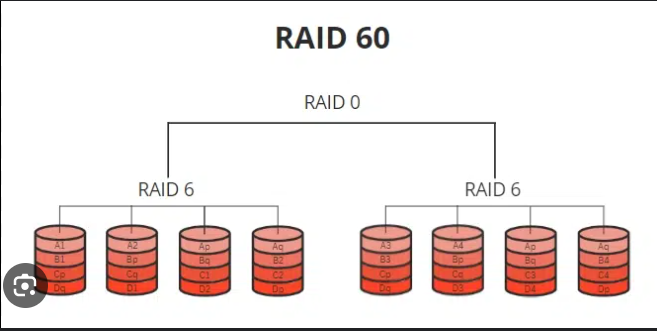 RAID 60
RAID 0
RAID 6 RAID 6
A1 A2 Ap Aq A3 A4 Ap Aq
B1 Bp Bq B2 B3 Bp Bq B4
Cp Cq C1 C2 Cp Cq C3 C4
Dq D1 D2 Dp Dq D3 D4 Dp